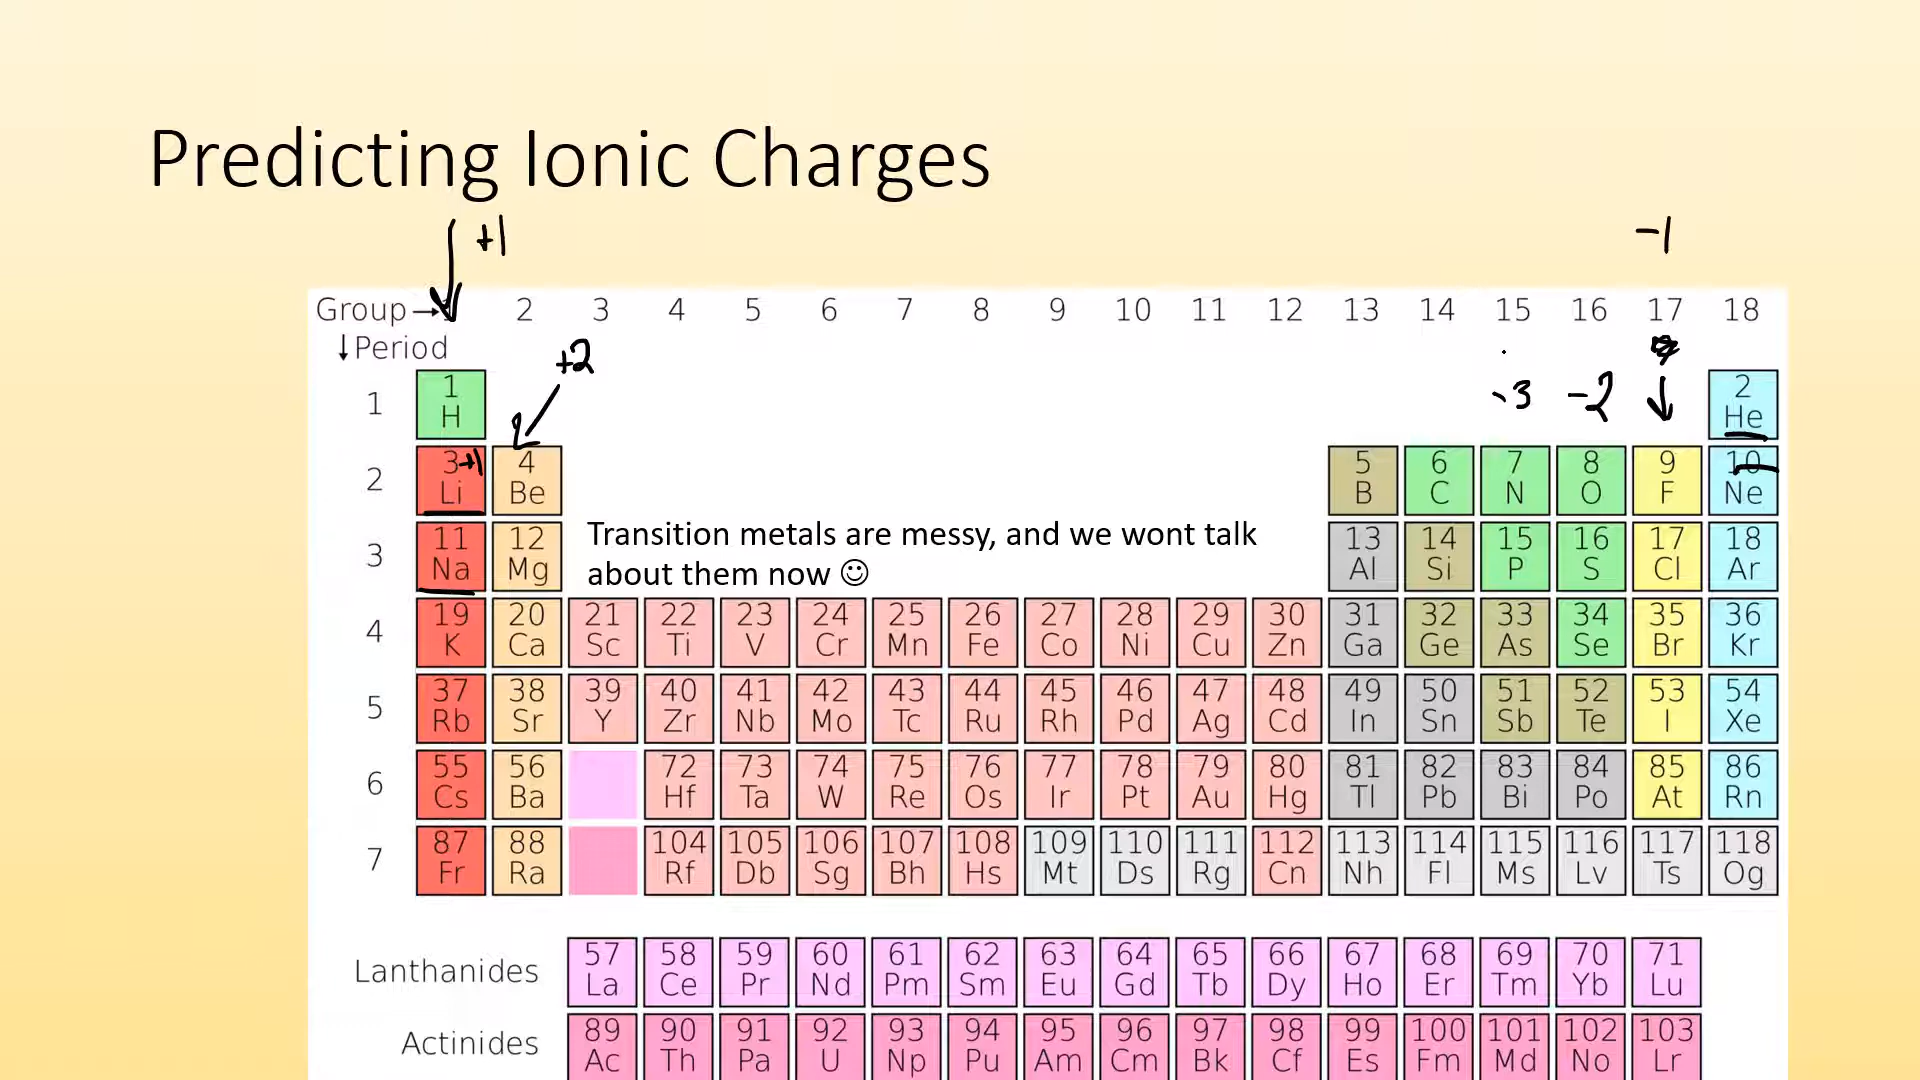 Predicting Ionic Charges
+1 -1
Group→ 2 3 4 5 6 7 8 9 10 11 12 13 14 15 16 17 18
↓Period
+2
-3 -2
1 1 H 2 He
2 3 Li +1 4 Be 5 B 6 C 7 N 8 O 9 F 10 Ne
3 11 Na 12 Mg 13 Al 14 Si 15 P 16 S 17 Cl 18 Ar
Transition metals are messy, and we wont talk
about them now ☺
4 19 K 20 Ca 21 Sc 22 Ti 23 V 24 Cr 25 Mn 26 Fe 27 Co 28 Ni 29 Cu 30 Zn 31 Ga 32 Ge 33 As 34 Se 35 Br 36 Kr
5 37 Rb 38 Sr 39 Y 40 Zr 41 Nb 42 Mo 43 Tc 44 Ru 45 Rh 46 Pd 47 Ag 48 Cd 49 In 50 Sn 51 Sb 52 Te 53 I 54 Xe
6 55 Cs 56 Ba 72 Hf 73 Ta 74 W 75 Re 76 Os 77 Ir 78 Pt 79 Au 80 Hg 81 Tl 82 Pb 83 Bi 84 Po 85 At 86 Rn
7 87 Fr 88 Ra 104 Rf 105 Db 106 Sg 107 Bh 108 Hs 109 Mt 110 Ds 111 Rg 112 Cn 113 Nh 114 Fl 115 Ms 116 Lv 117 Ts 118 Og
Lanthanides 57 La 58 Ce 59 Pr 60 Nd 61 Pm 62 Sm 63 Eu 64 Gd 65 Tb 66 Dy 67 Ho 68 Er 69 Tm 70 Yb 71 Lu
Actinides 89 Ac 90 Th 91 Pa 92 U 93 Np 94 Pu 95 Am 96 Cm 97 Bk 98 Cf 99 Es 100 Fm 101 Md 102 No 103 Lr